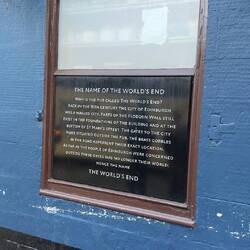 THE NAME OF THE WORLD'S END
WHY IS THE PUB CALLED THE WORLD'S END?
BACK IN THE 16TH CENTURY THE CITY OF EDINBURGH
WAS A WALLED CITY. PARTS OF THE FLODDEN WALL STILL
EXIST IN THE FOUNDATIONS OF THE BUILDING AND AT THE
BOTTOM OF ST MARY'S STREET. THE GATES TO THE CITY
WERE SITUATED OUTSIDE THE PUB. THE BRASS COBBLES
IN THE ROAD REPRESENT THEIR EXACT LOCATION.
AS FAR AS THE PEOPLE OF EDINBURGH WERE CONCERNED
OUTSIDE THESE GATES WAS NO LONGER THEIR WORLD:
HENCE THE NAME
THE WORLD'S END